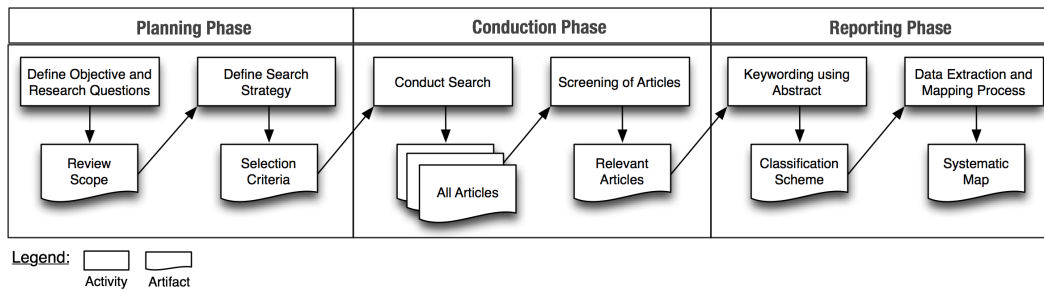 Planning Phase
Conduction Phase
Reporting Phase
Define Objective and
Research Questions
Define Search
Strategy
Conduct Search
Screening of Articles
Keywording using
Abstract
Data Extraction and
Mapping Process
Review
Scope
Selection
Criteria
All Articles
Relevant
Articles
Classification
Scheme
Systematic
Map
Legend:
Activity
Artifact